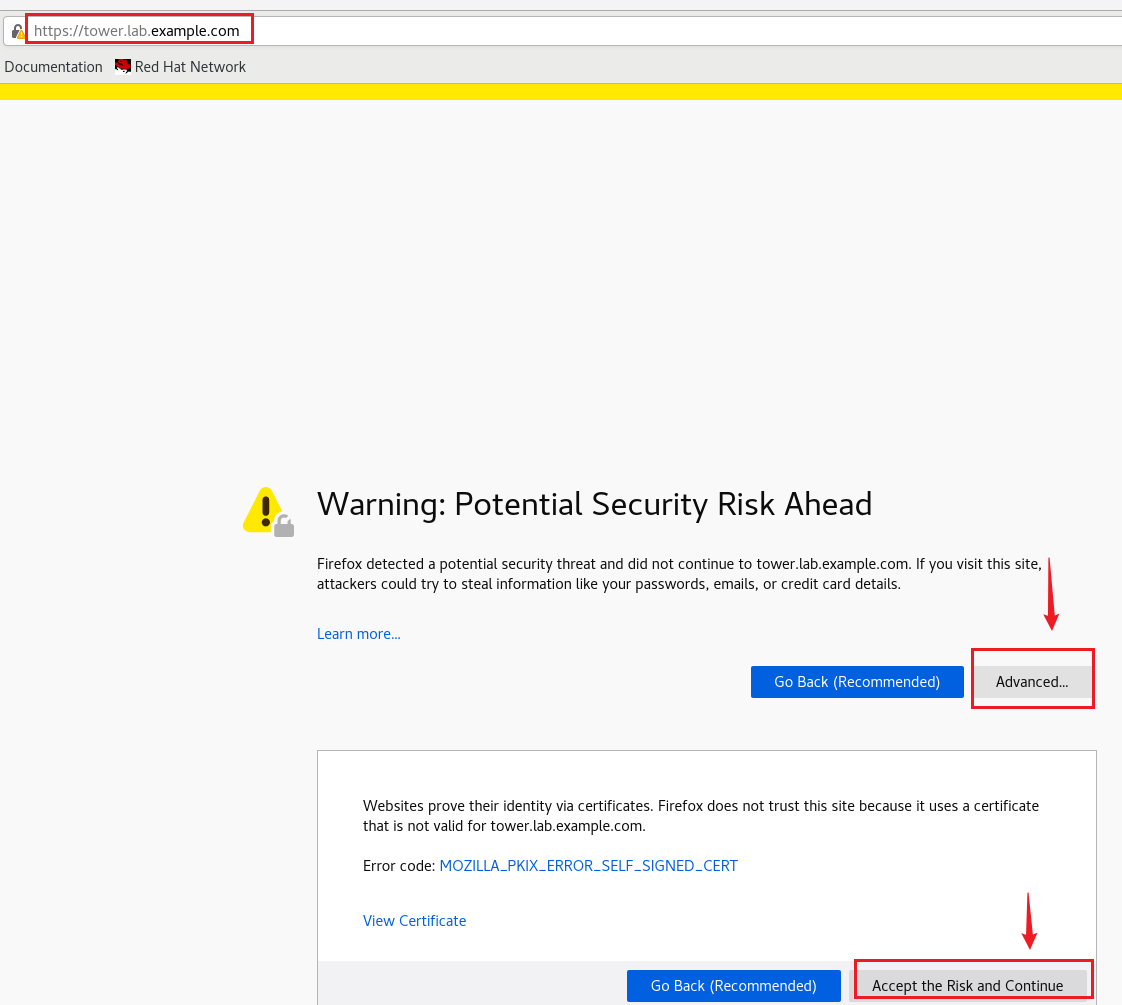 https://tower.lab.example.com
Documentation Red Hat Network
Warning: Potential Security Risk Ahead
Firefox detected a potential security threat and did not continue to tower.lab.example.com. If you visit this site,
attackers could try to steal information like your passwords, emails, or credit card details.
Learn more...
Go Back (Recommended) Advanced...
Websites prove their identity via certificates. Firefox does not trust this site because it uses a certificate
that is not valid for tower.lab.example.com.
Error code: MOZILLA_PKIX_ERROR_SELF_SIGNED_CERT
View Certificate
Go Back (Recommended) Accept the Risk and Continue